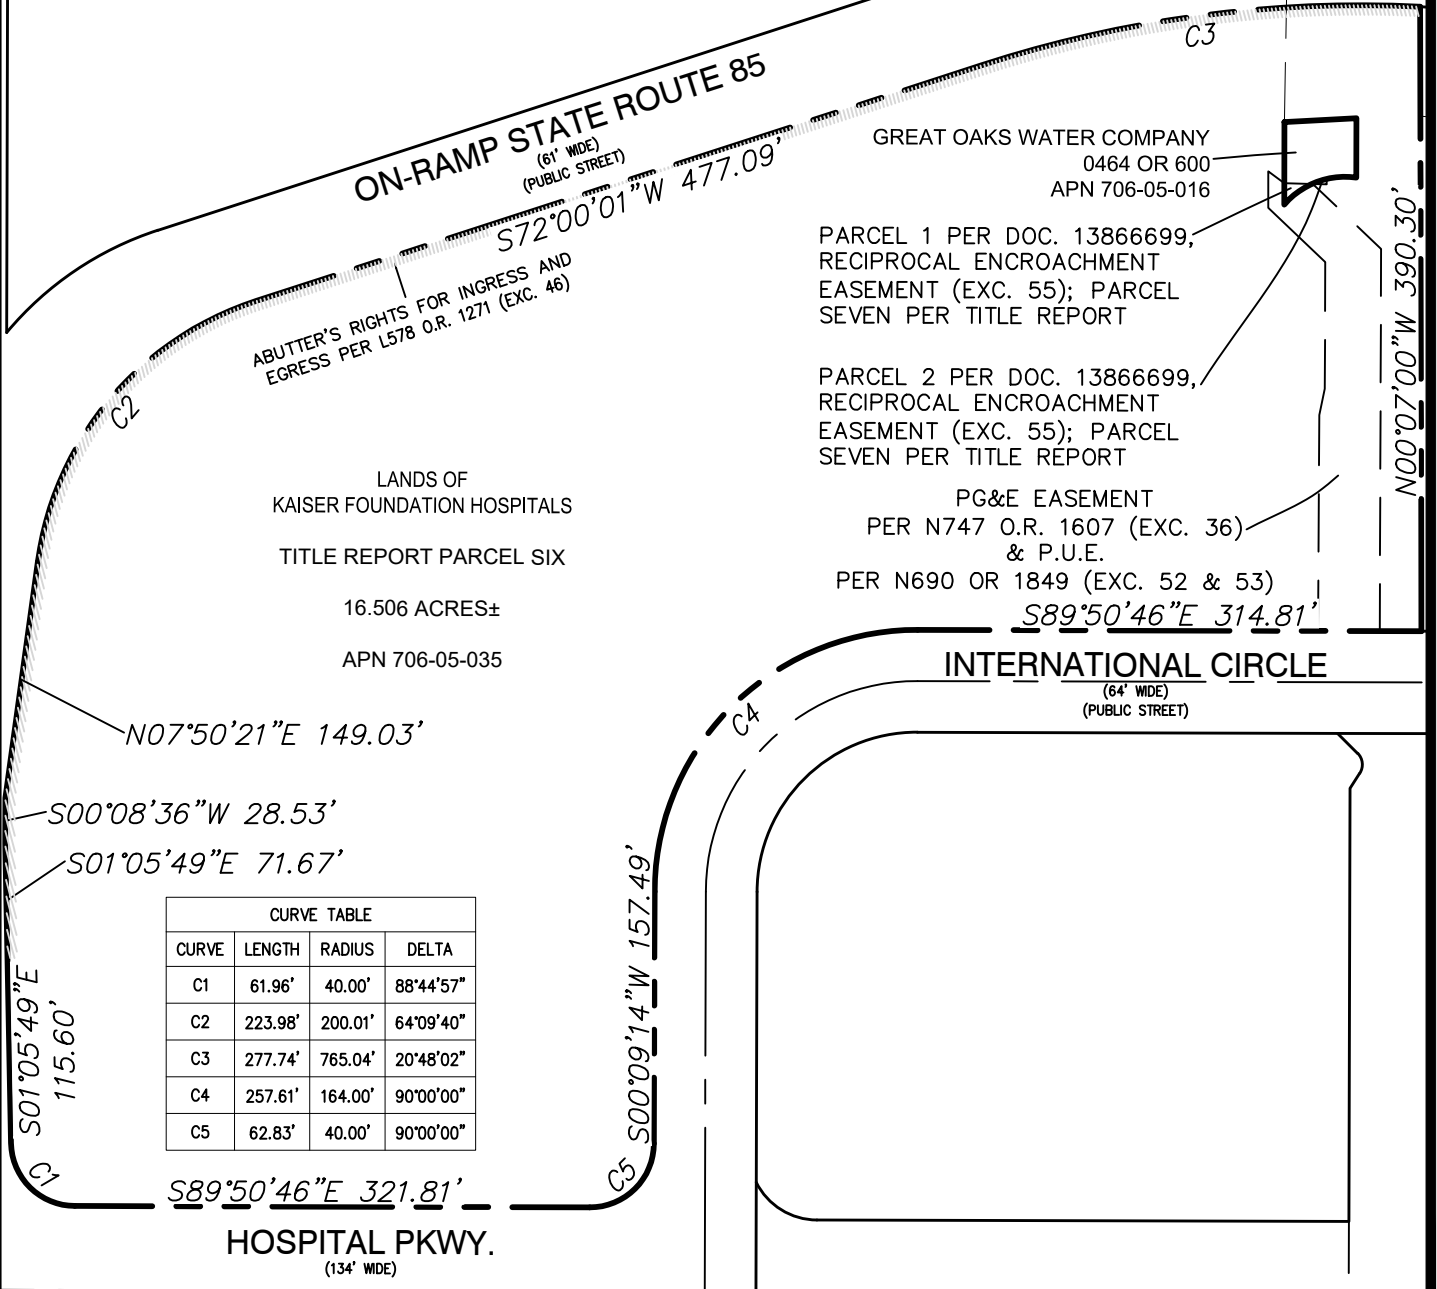 C3
ON-RAMP STATE ROUTE 85
(61' WIDE)
(PUBLIC STREET)
S72°00'01"W 477.09'
GREAT OAKS WATER COMPANY
0464 OR 600
APN 706-05-016
N00°07'00"W 390.30'
PARCEL 1 PER DOC. 13866699,
RECIPROCAL ENCROACHMENT
EASEMENT (EXC. 55); PARCEL
SEVEN PER TITLE REPORT
ABUTTER'S RIGHTS FOR INGRESS AND
EGRESS PER L578 O.R. 1271 (EXC. 46)
PARCEL 2 PER DOC. 13866699,
RECIPROCAL ENCROACHMENT
EASEMENT (EXC. 55); PARCEL
SEVEN PER TITLE REPORT
C2
LANDS OF
KAISER FOUNDATION HOSPITALS
TITLE REPORT PARCEL SIX
16.506 ACRES±
APN 706-05-035
PG&E EASEMENT
PER N747 O.R. 1607 (EXC. 36)
& P.U.E.
PER N690 OR 1849 (EXC. 52 & 53)
S89°50'46"E 314.81'
INTERNATIONAL CIRCLE
(64' WIDE)
(PUBLIC STREET)
C4
N07°50'21"E 149.03'
S00°08'36"W 28.53'
S01°05'49"E 71.67'
CURVE TABLE
CURVE LENGTH RADIUS DELTA
C1 61.96' 40.00' 88°44'57"
C2 223.98' 200.01' 64°09'40"
C3 277.74' 765.04' 20°48'02"
C4 257.61' 164.00' 90°00'00"
C5 62.83' 40.00' 90°00'00"
S01°05'49"E
115.60'
S00°09'14"W 157.49'
C1
C5
S89°50'46"E 321.81'
HOSPITAL PKWY.
(134' WIDE)